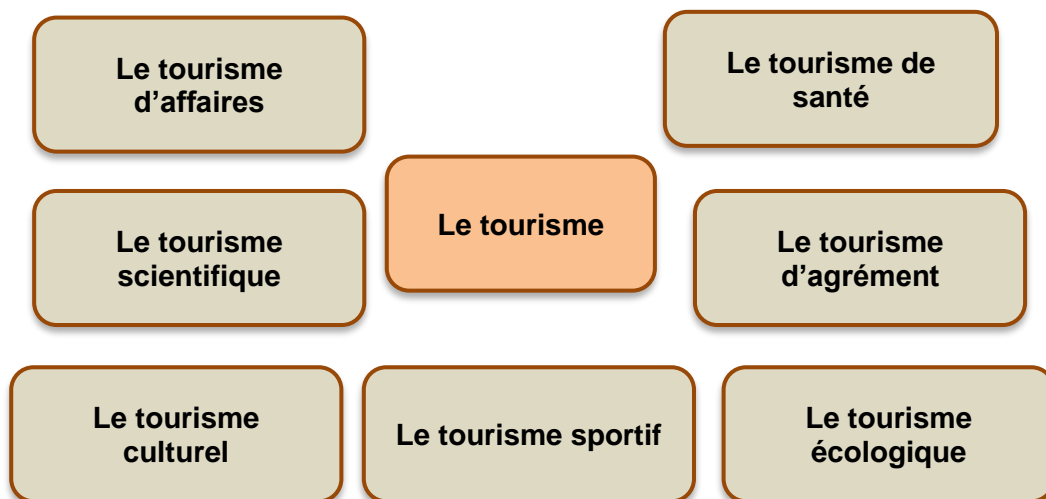 Le tourisme
d’affaires
Le tourisme de
santé
Le tourisme
Le tourisme
scientifique
Le tourisme
d’agrément
Le tourisme
culturel
Le tourisme sportif
Le tourisme
écologique